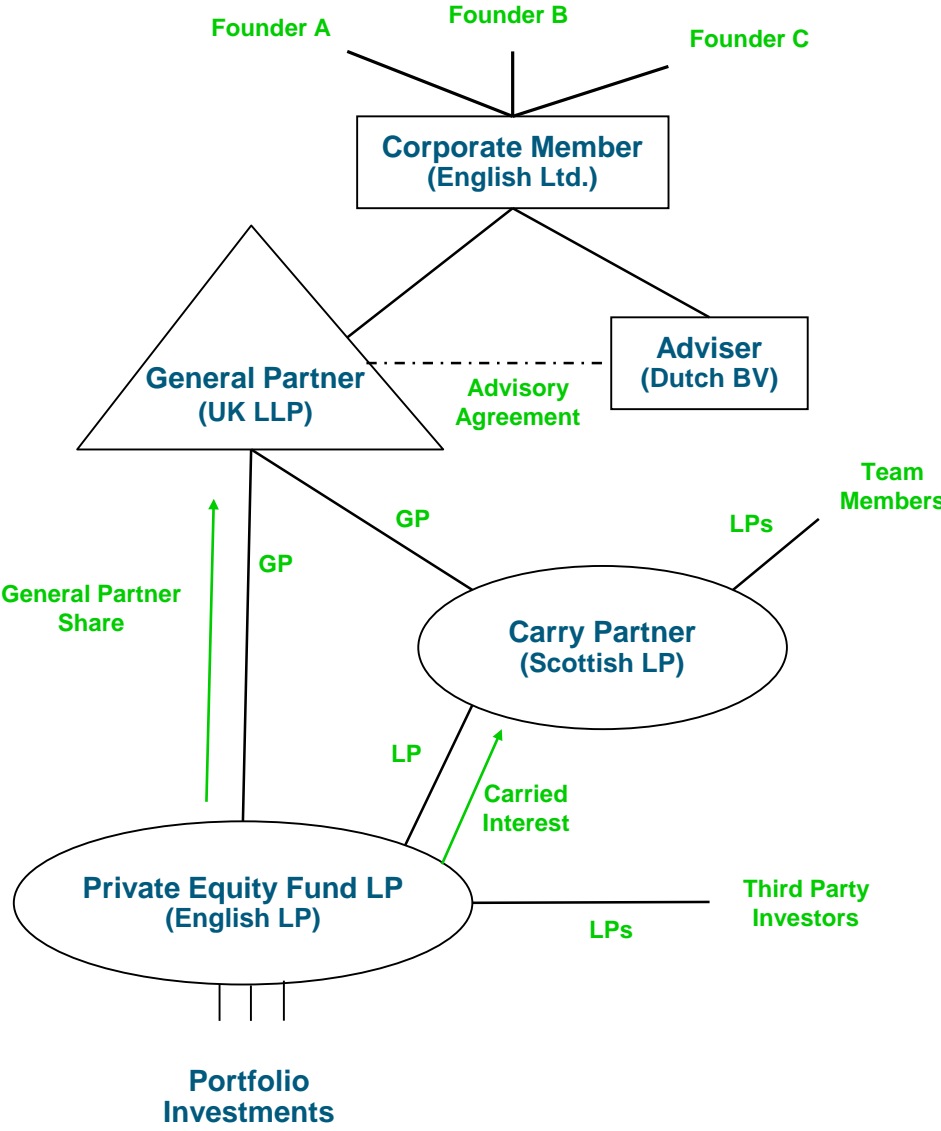 Founder A
Founder B
Founder C
Corporate Member
(English Ltd.)
General Partner
(UK LLP)
Adviser
(Dutch BV)
Advisory
Agreement
Team
Members
LPs
GP
GP
General Partner
Share
Carry Partner
(Scottish LP)
LP
Carried
Interest
Private Equity Fund LP
(English LP)
Third Party
Investors
LPs
Portfolio
Investments